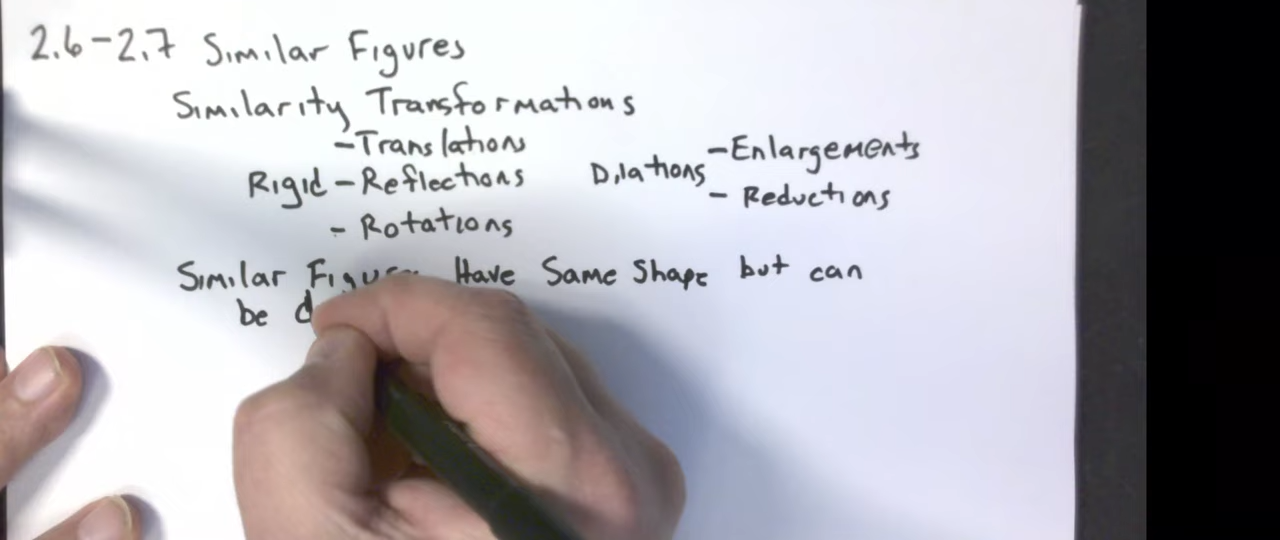 2.6-2.7 Similar Figures
Similarity Transformations
-Translations
-Enlargements
Rigid -Reflections
Dilations
- Reductions
- Rotations
Similar Have Same Shape but can
be